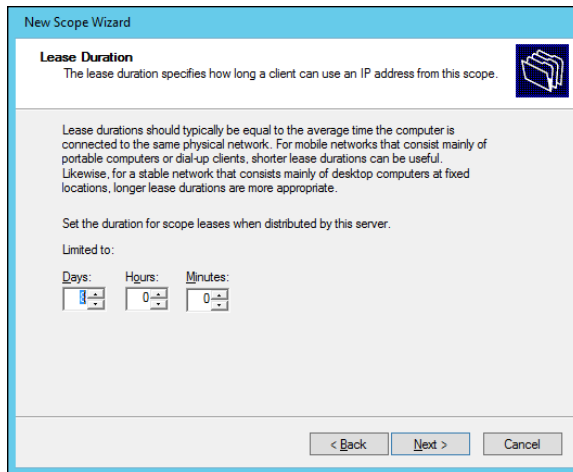 New Scope Wizard
Lease Duration
The lease duration specifies how long a client can use an IP address from this scope.
Lease durations should typically be equal to the average time the computer is
connected to the same physical network. For mobile networks that consist mainly of
portable computers or dial-up clients, shorter lease durations can be useful.
Likewise, for a stable network that consists mainly of desktop computers at fixed
locations, longer lease durations are more appropriate.
Set the duration for scope leases when distributed by this server.
Limited to:
Days: Hours: Minutes:
0 0
< Back Next > Cancel